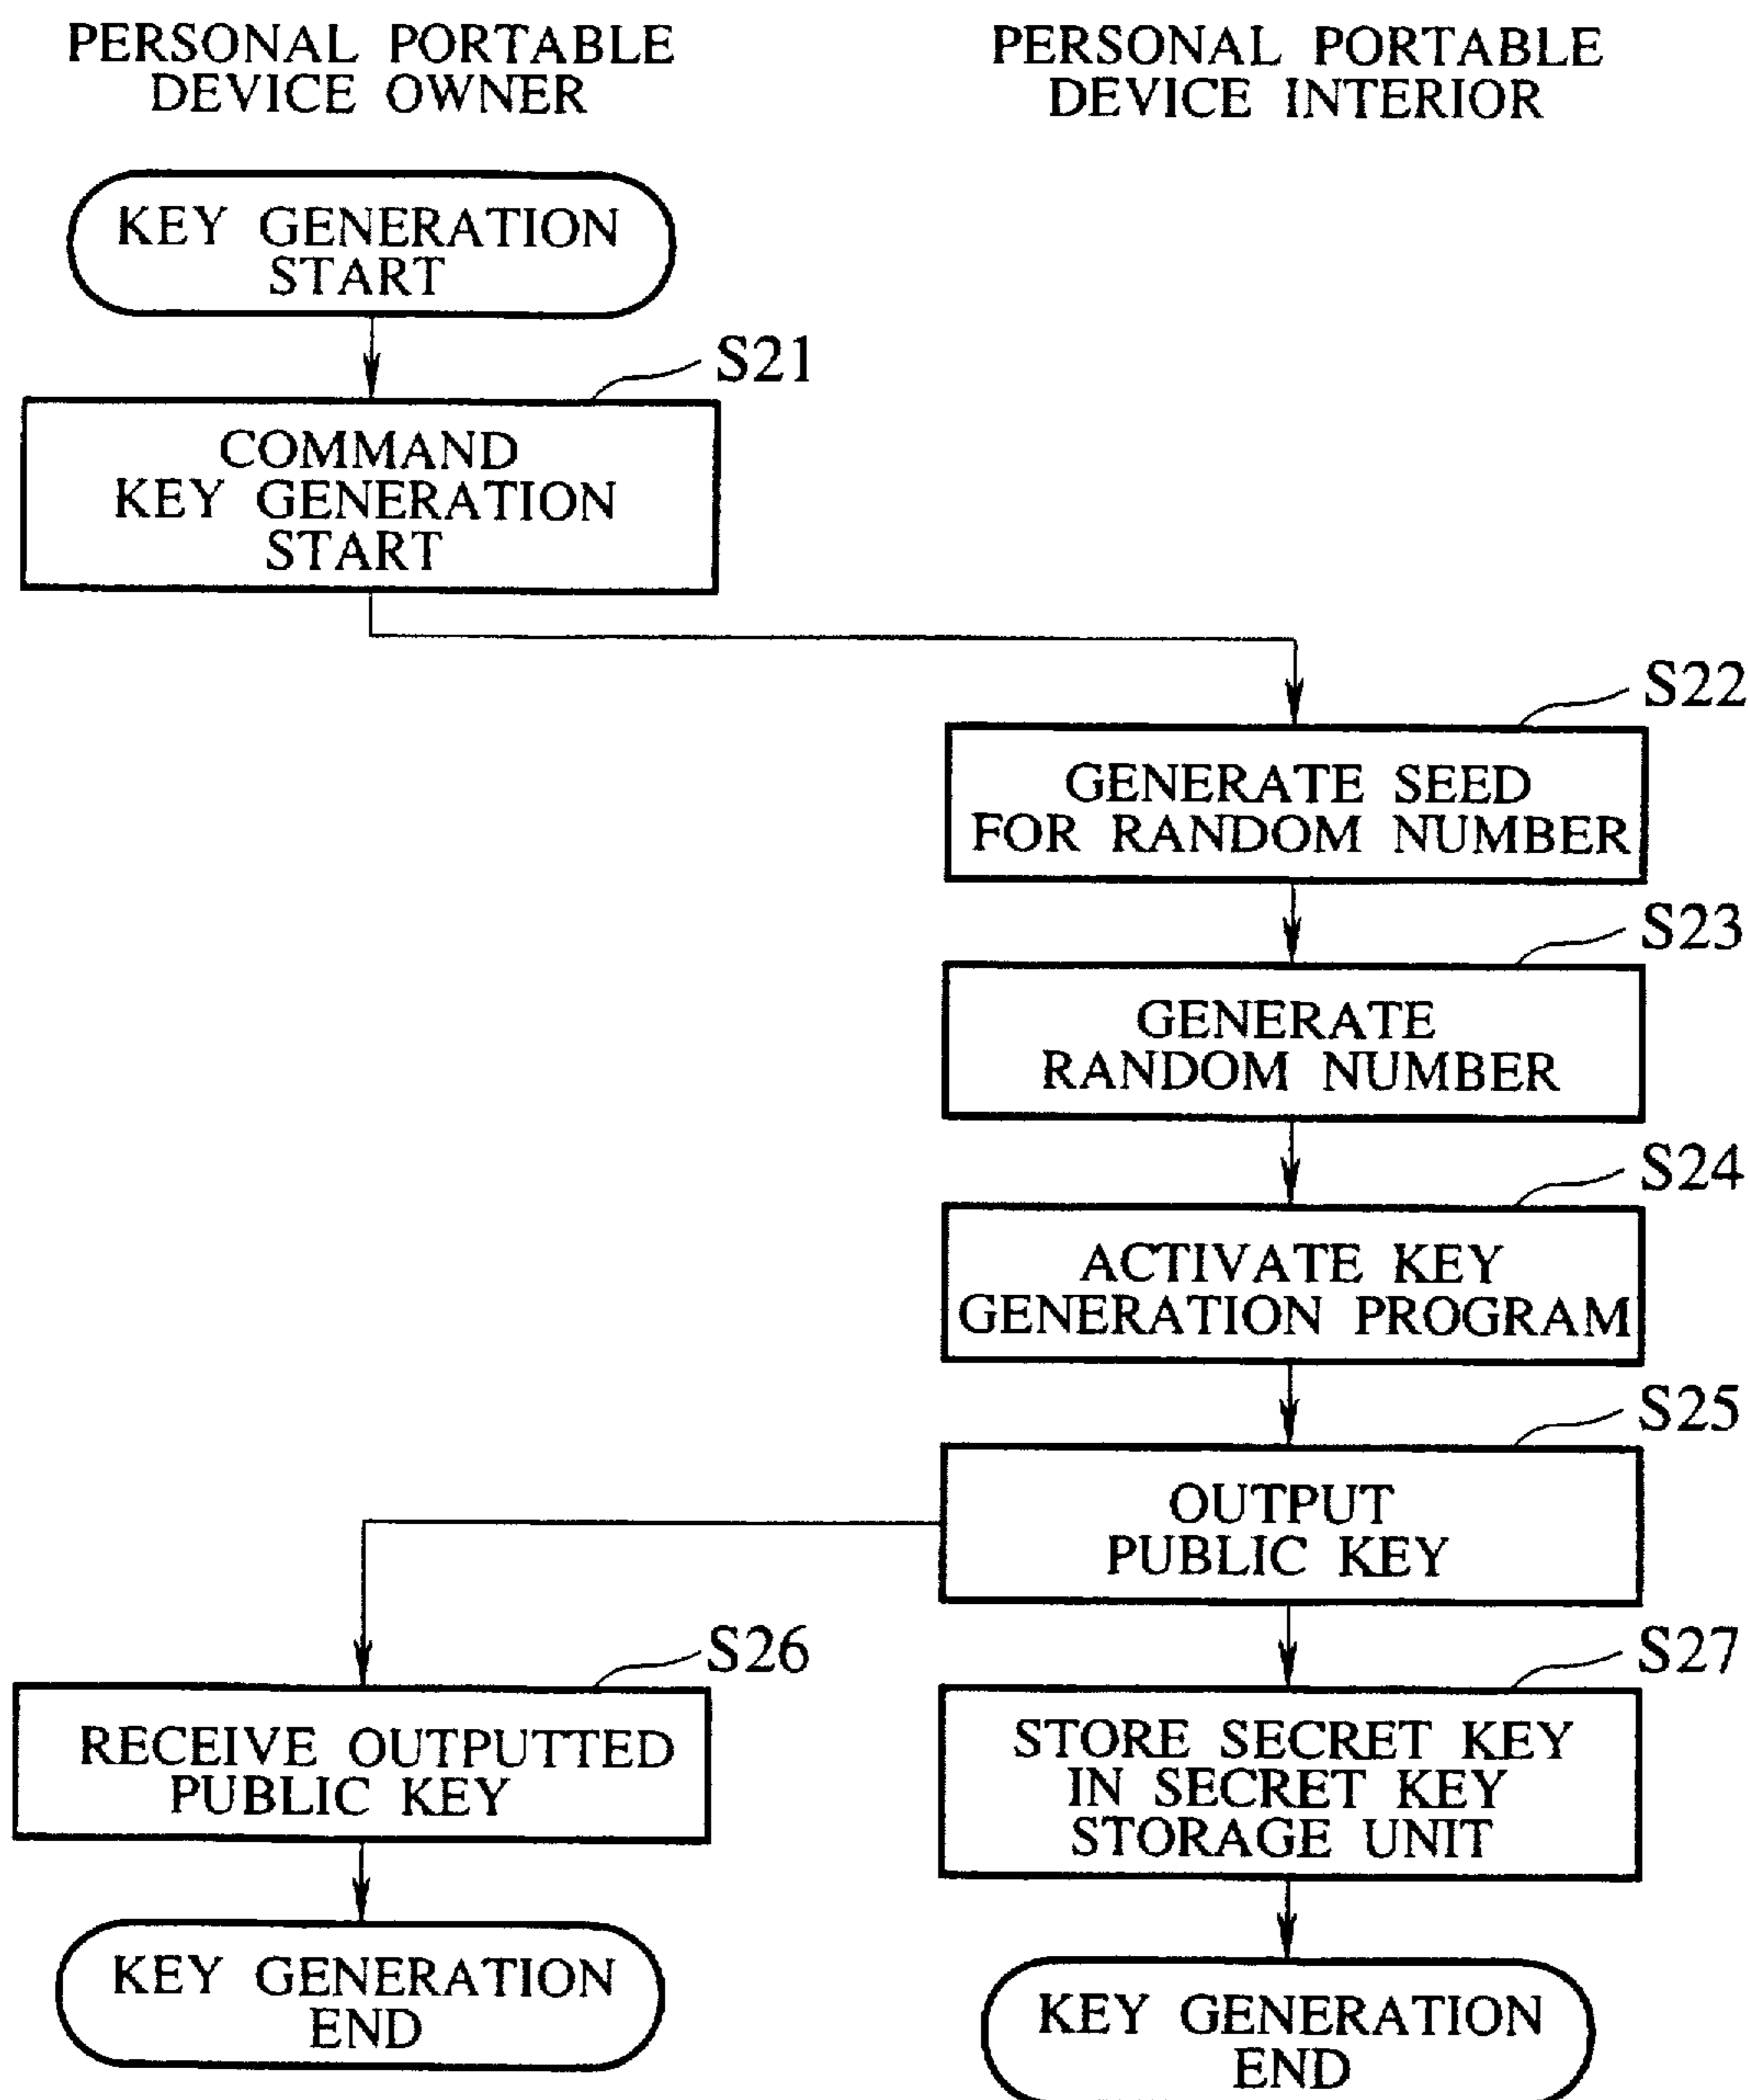 PERSONAL PORTABLE
DEVICE OWNER
PERSONAL PORTABLE
DEVICE INTERIOR
KEY GENERATION
START
S21
COMMAND
KEY GENERATION
START
S22
GENERATE SEED
FOR RANDOM NUMBER
S23
GENERATE
RANDOM NUMBER
S24
ACTIVATE KEY
GENERATION PROGRAM
S25
OUTPUT
PUBLIC KEY
S26
RECEIVE OUTPUTTED
PUBLIC KEY
S27
STORE SECRET KEY
IN SECRET KEY
STORAGE UNIT
KEY GENERATION
END
KEY GENERATION
END